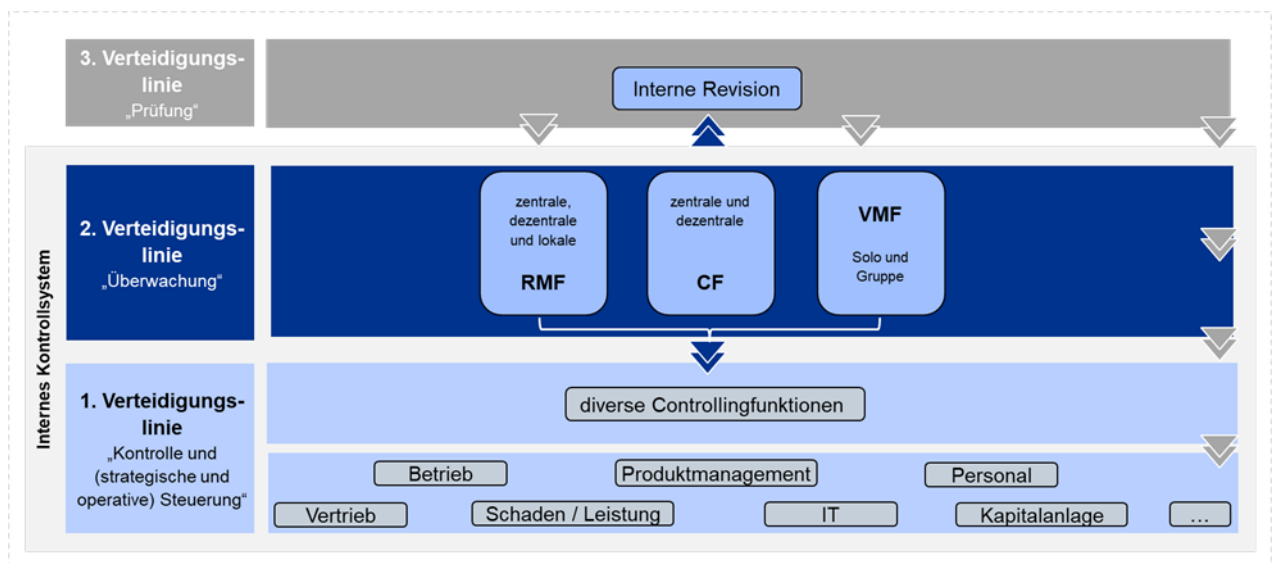 3. Verteidigungs-
linie
„Prüfung“
Interne Revision
Internes Kontrollsystem
2. Verteidigungs-
linie
„Überwachung“
zentrale,
dezentrale
und lokale
RMF
zentrale und
dezentrale
CF
VMF
Solo und
Gruppe
1. Verteidigungs-
linie
„Kontrolle und
(strategische und
operative) Steuerung“
diverse Controllingfunktionen
Betrieb
Produktmanagement
Personal
Vertrieb
Schaden / Leistung
IT
Kapitalanlage
...